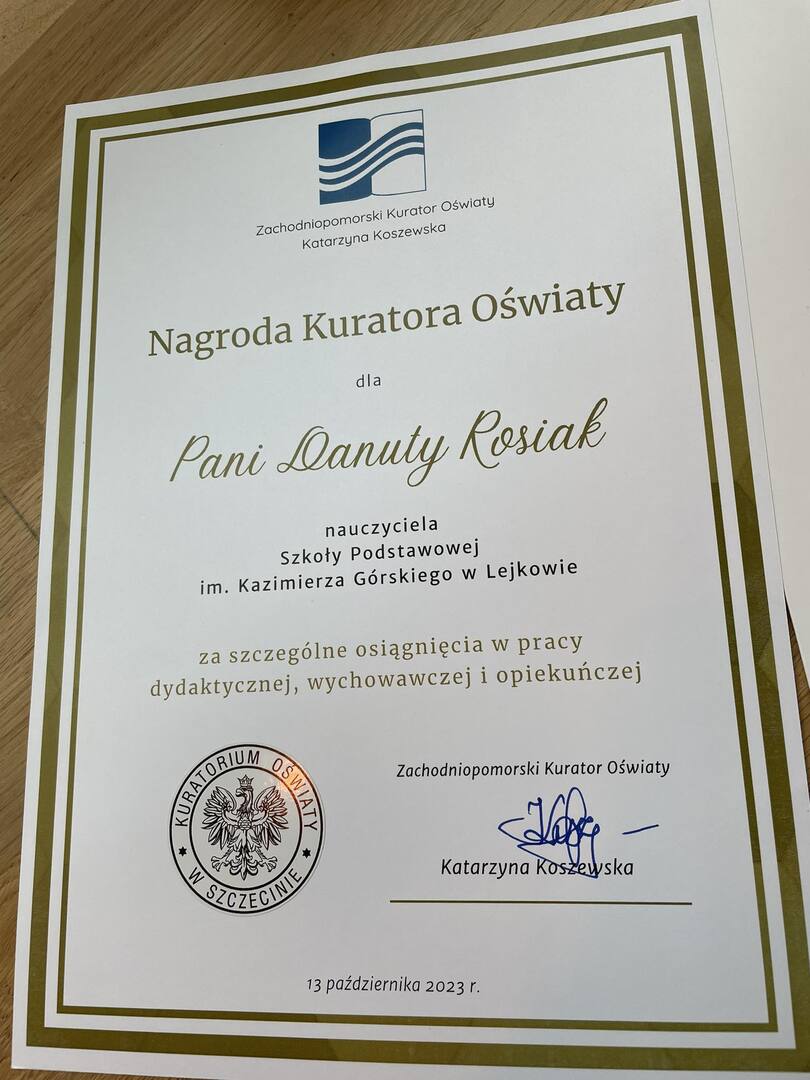 Zachodniopomorski Kurator Oświaty
Katarzyna Koszewska
Nagroda Kuratora Oświaty
dla
Pani Danuty Rosiak
nauczyciela
Szkoły Podstawowej
im. Kazimierza Górskiego w Lejkowie
za szczególne osiągnięcia w pracy
dydaktycznej, wychowawczej i opiekuńczej
KURATORIUM OŚWIATY
W SZCZECINIE
Zachodniopomorski Kurator Oświaty
Katarzyna Koszewska
13 października 2023 r.